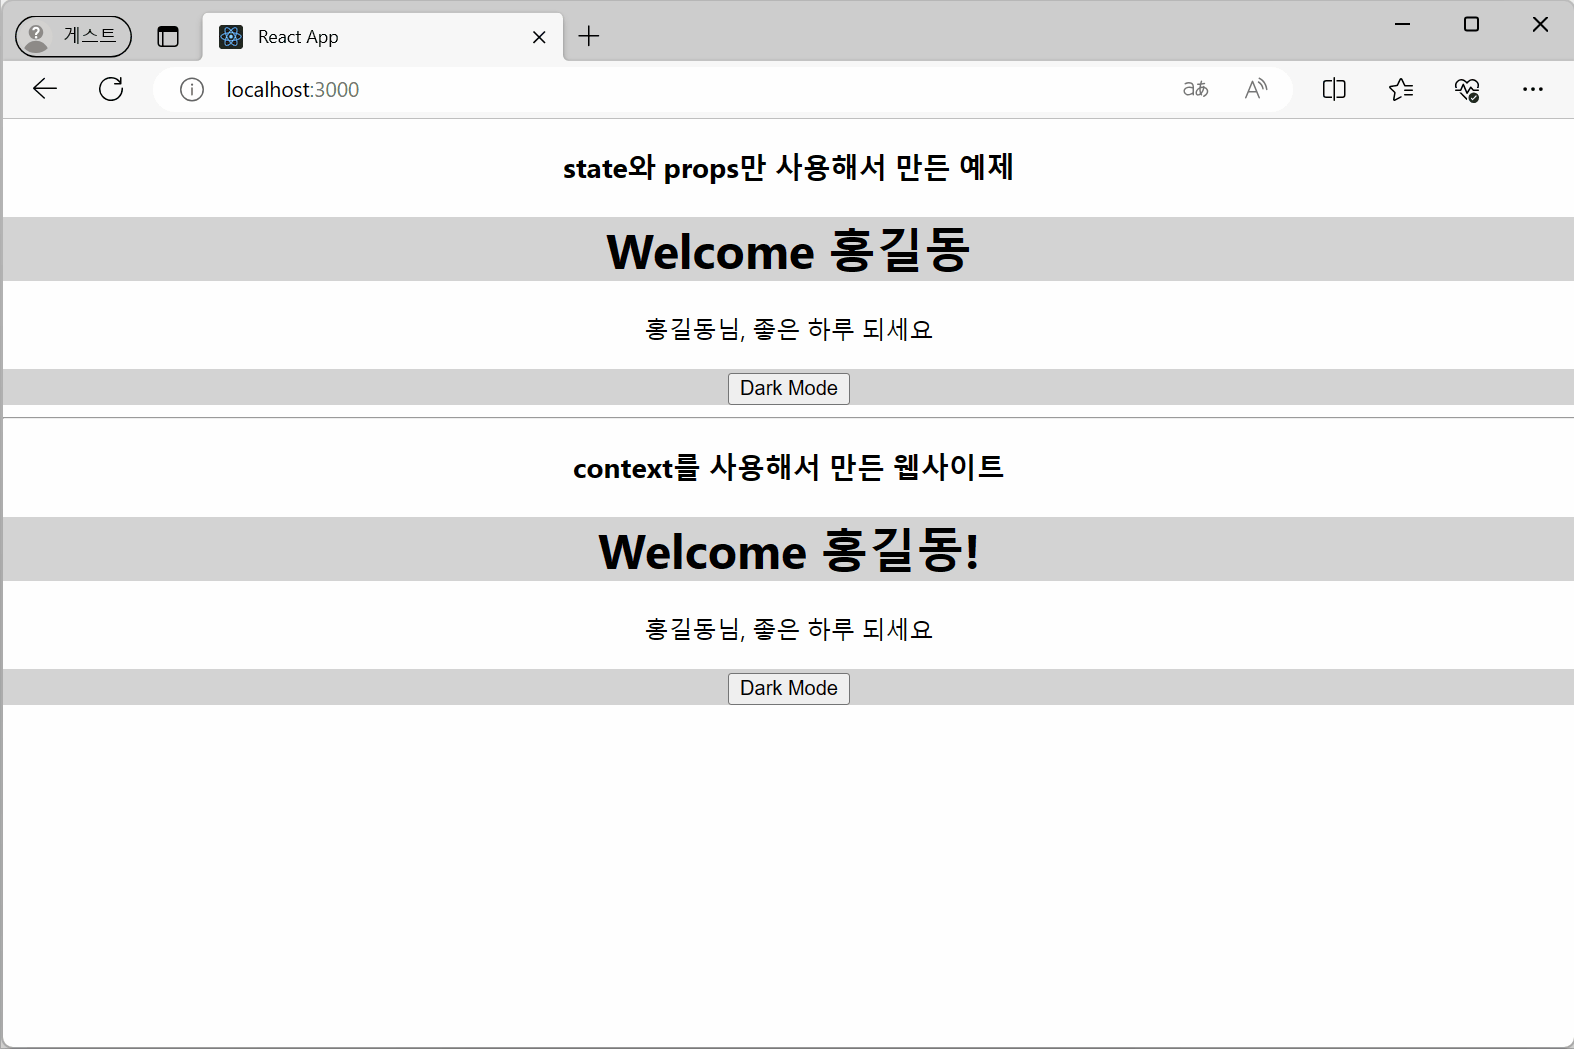 게스트
React App
localhost:3000
aあ
A
state와 props만 사용해서 만든 예제
Welcome 홍길동
홍길동님, 좋은 하루 되세요
Dark Mode
context를 사용해서 만든 웹사이트
Welcome 홍길동!
홍길동님, 좋은 하루 되세요
Dark Mode